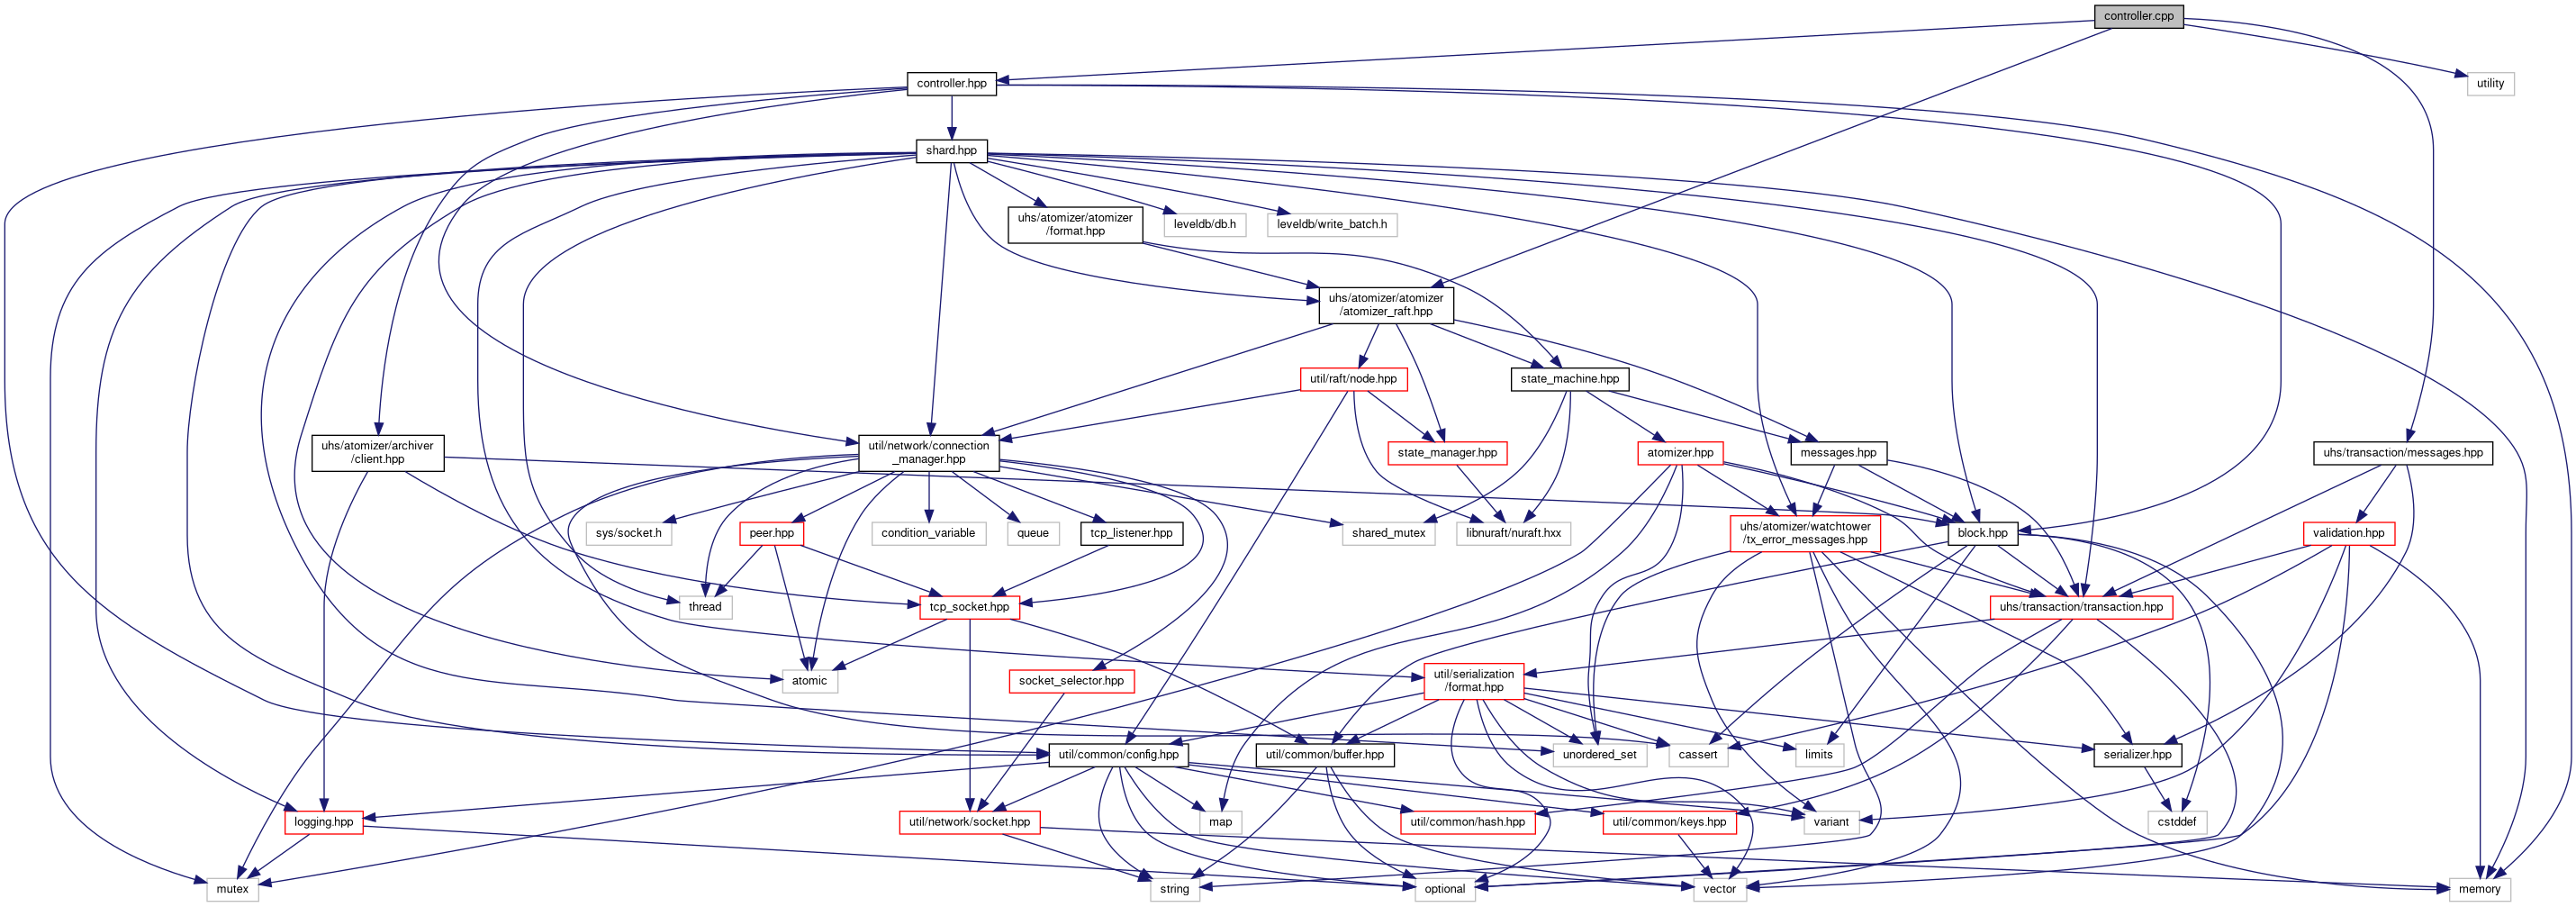 controller.cpp
controller.hpp
utility
shard.hpp
uhs/atomizer/atomizer
/format.hpp
leveldb/db.h
leveldb/write_batch.h
uhs/atomizer/atomizer
/atomizer_raft.hpp
util/raft/node.hpp
state_machine.hpp
uhs/atomizer/archiver
/client.hpp
util/network/connection
_manager.hpp
state_manager.hpp
atomizer.hpp
messages.hpp
uhs/transaction/messages.hpp
sys/socket.h
peer.hpp
condition_variable
queue
tcp_listener.hpp
shared_mutex
libnuraft/nuraft.hxx
uhs/atomizer/watchtower
/tx_error_messages.hpp
block.hpp
validation.hpp
thread
tcp_socket.hpp
uhs/transaction/transaction.hpp
atomic
socket_selector.hpp
util/serialization
/format.hpp
util/common/config.hpp
util/common/buffer.hpp
unordered_set
cassert
limits
serializer.hpp
logging.hpp
util/network/socket.hpp
map
util/common/hash.hpp
util/common/keys.hpp
variant
cstddef
mutex
string
optional
vector
memory